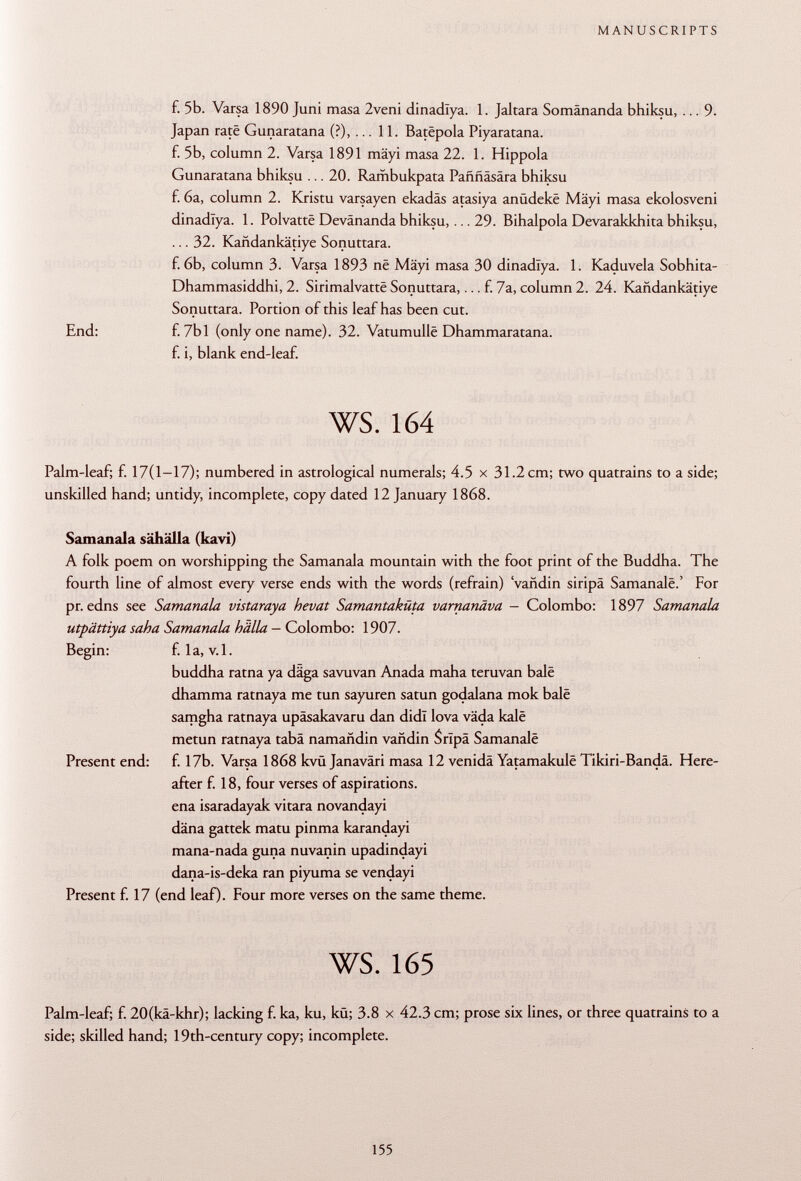 MANUSCRIPTS
f. 5b. Varṣa 1890 Juni masa 2veni dinadīya. 1. Jaltara Somānanda bhikṣu, ... 9.
Japan raṭē Guṇaratana (?), ... 11. Baṭēpola Piyaratana.
f. 5b, column 2. Varṣa 1891 māyi masa 22. 1. Hippola
Gunaratana bhikṣu ... 20. Ram̆bukpata Paññāsāra bhikṣu
f. 6a, column 2. Kristu varṣayen ekadās aṭasiya anūdekē Māyi masa ekolosveni
dinadīya. 1. Polvattē Devānanda bhikṣu, ... 29. Bihalpola Devarakkhita bhikṣu,
... 32. Kan̆dankäṭiye Soṇuttara.
f. 6b, column 3. Varṣa 1893 nē Māyi masa 30 dinadīya. 1. Kaḍuvela Sobhita-
Dhammasiddhi, 2. Sirimalvattē Soṇuttara, ... f. 7a, column 2. 24. Kan̆dankäṭiye
Soṇuttara. Portion of this leaf has been cut.
End: f. 7b1 (only one name). 32. Vatumullē Dhammaratana.
f. i, blank end-leaf.
WS. 164
Palm-leaf; f. 17(1–17); numbered in astrological numerals; 4.5 × 31.2 cm; two quatrains to a side;
unskilled hand; untidy, incomplete, copy dated 12 January 1868.
Samanala sähälla (kavi)
A folk poem on worshipping the Samanala mountain with the foot print of the Buddha. The
fourth line of almost every verse ends with the words (refrain) ‘van̆din siripā Samanalē.’ For
pr. edns see Samanala vistaraya hevat Samantakūṭa varṇanāva – Colombo: 1897 Samanala
utpättiya saha Samanala hälla – Colombo: 1907.
Begin: f. 1a, v.1.
buddha ratna ya dǟga savuvan Anada maha teruvan balē
dhamma ratnaya me tun sayuren satun goḍalana mok balē
saṃgha ratnaya upāsakavaru dan didī lova väḍa kalē
metun ratnaya tabā naman̆din van̆din Śrīpā Samanalē
Present end: f. 17b. Varṣa 1868 kvū Janavāri masa 12 venidā Yaṭamakulē Ṭikiri-Banḍā. Here-
after f. 18, four verses of aspirations.
ena isaradayak vitara novanḍayi
däna gattek matu pinma karanḍayi
mana-nada guṇa nuvaṇin upadinḍayi
daṇa-is-deka ran piyuma se venḍayi
Present f. 17 (end leaf). Four more verses on the same theme.
WS. 165
Palm-leaf; f. 20(kā-khr); lacking f. ka, ku, kū; 3.8 × 42.3 cm; prose six lines, or three quatrains to a
side; skilled hand; 19th-century copy; incomplete.
155